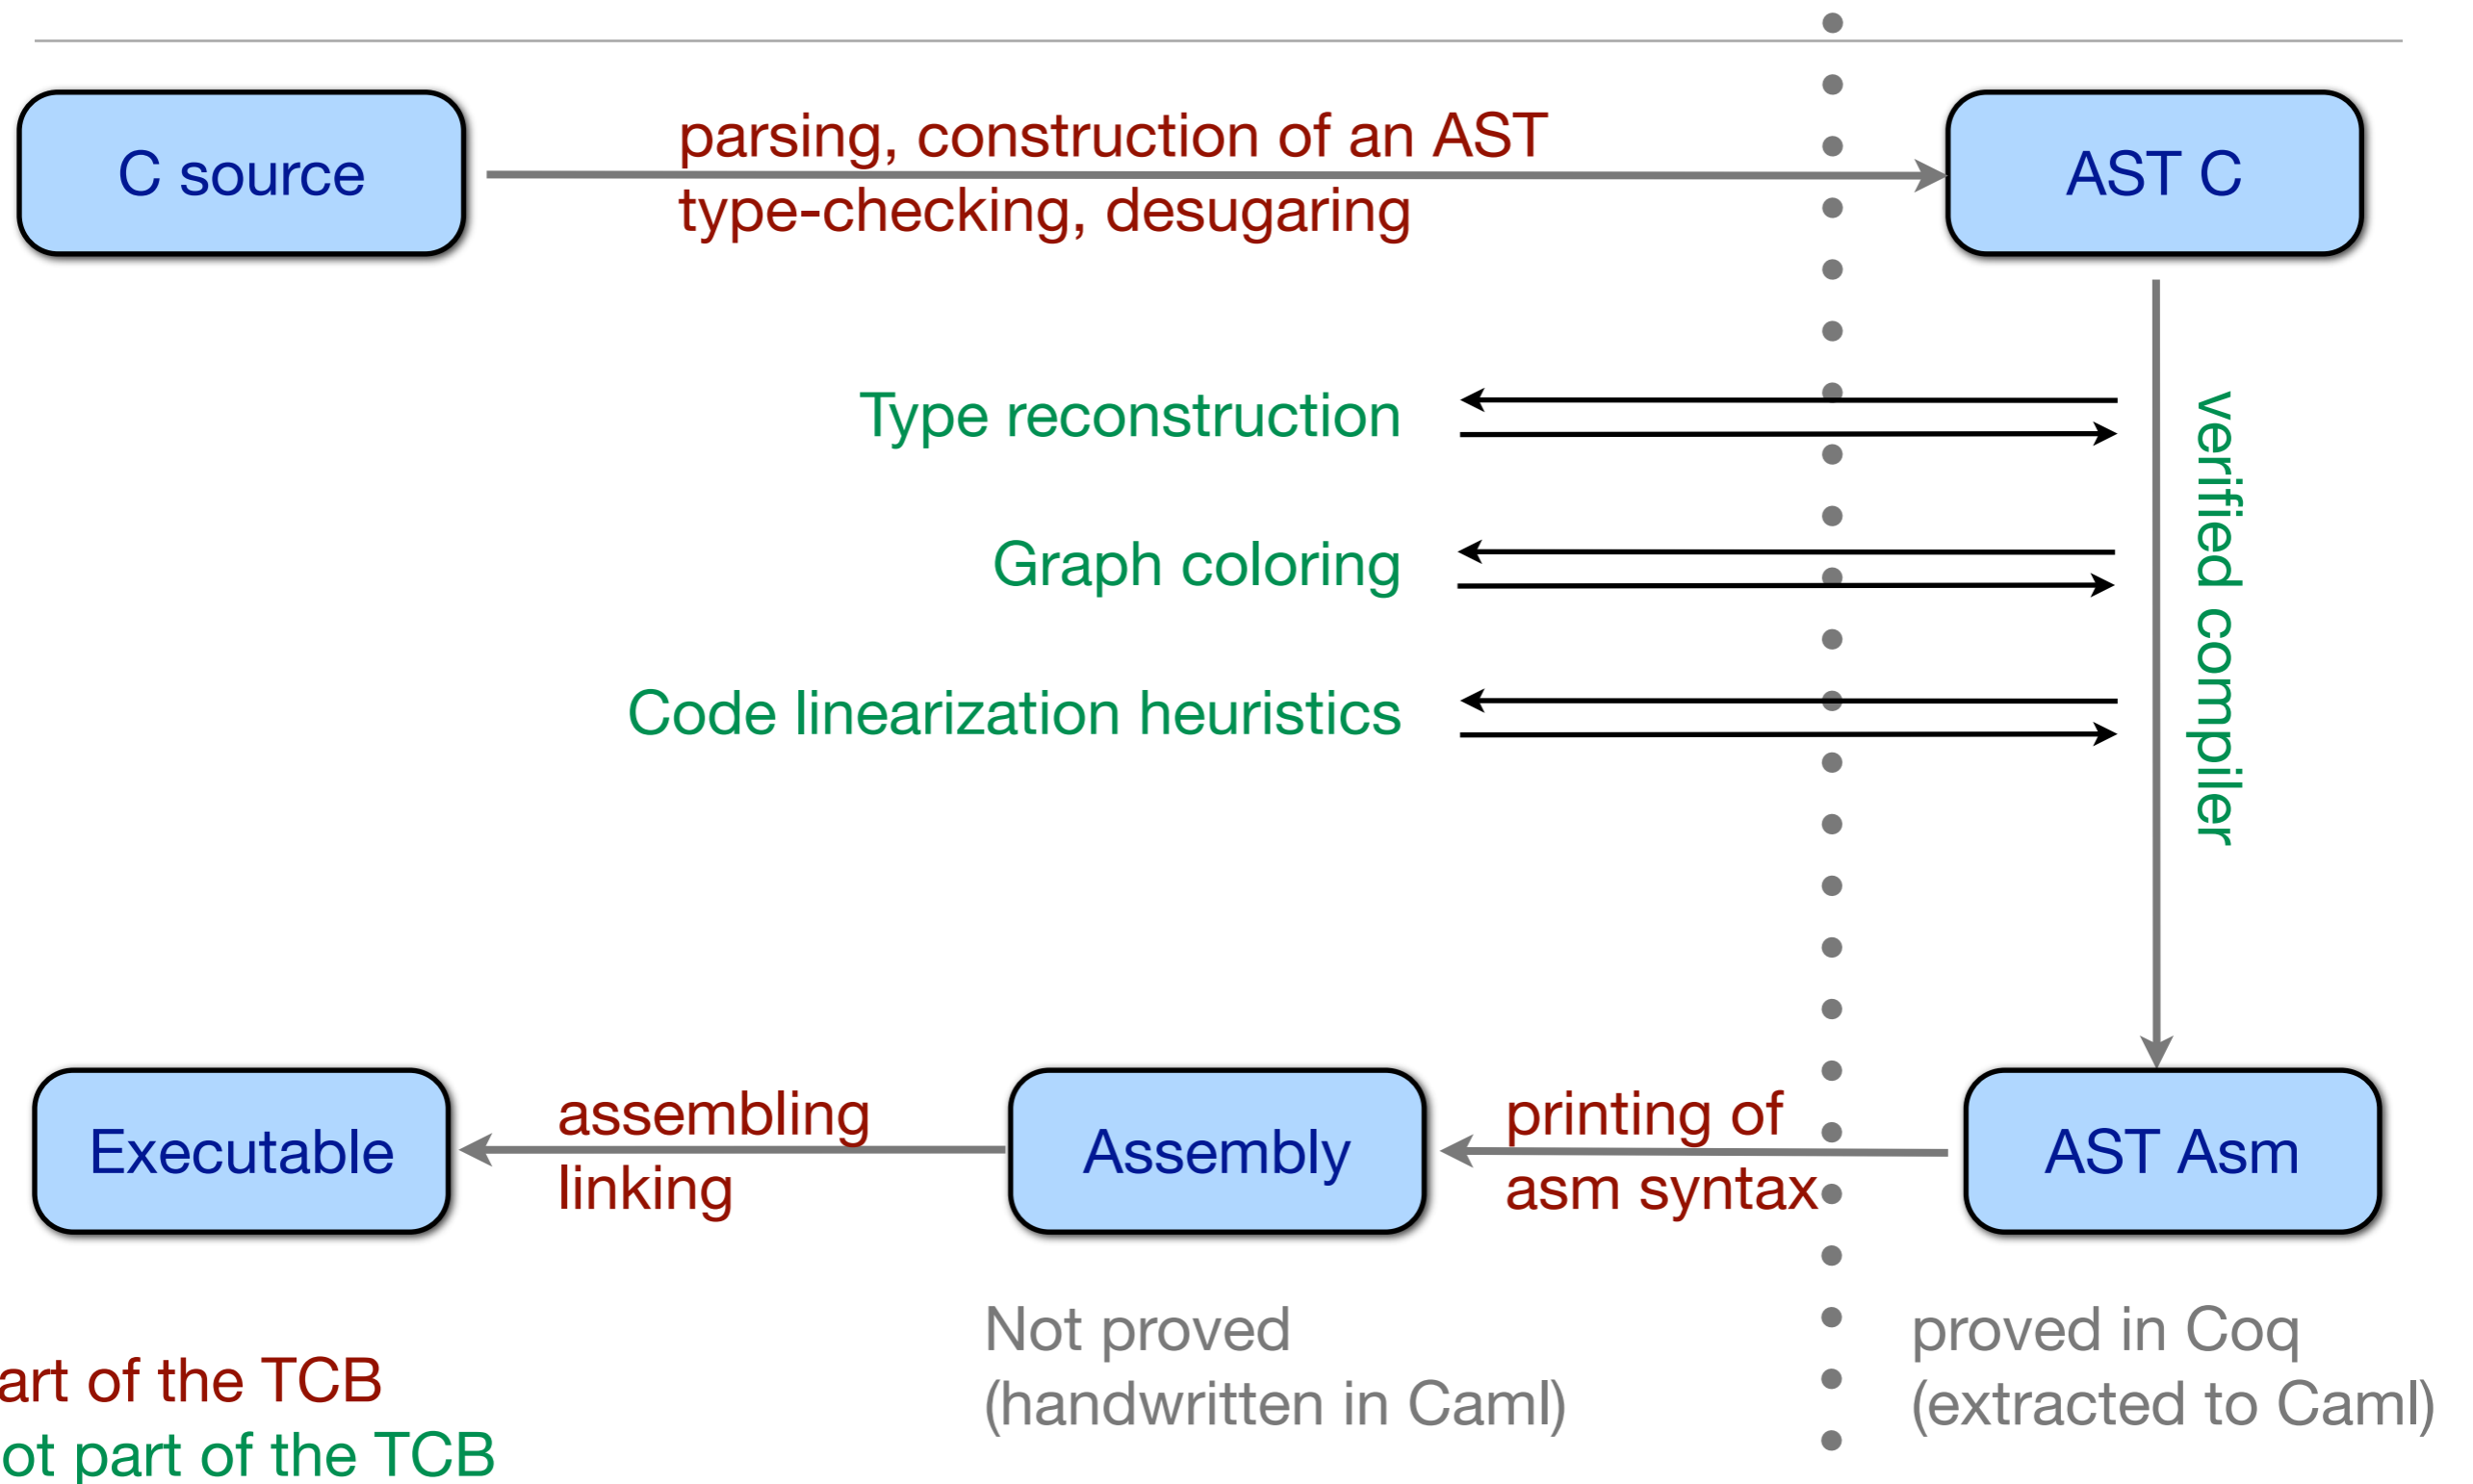 C source
parsing, construction of an AST
type-checking, desugaring
AST C
Type reconstruction
Graph coloring
Code linearization heuristics
verified compiler
Executable
assembling
linking
Assembly
printing of
asm syntax
AST Asm
Not proved
(handwritten in Caml)
proved in Coq
(extracted to Caml)
art of the TCB
ot part of the TCB